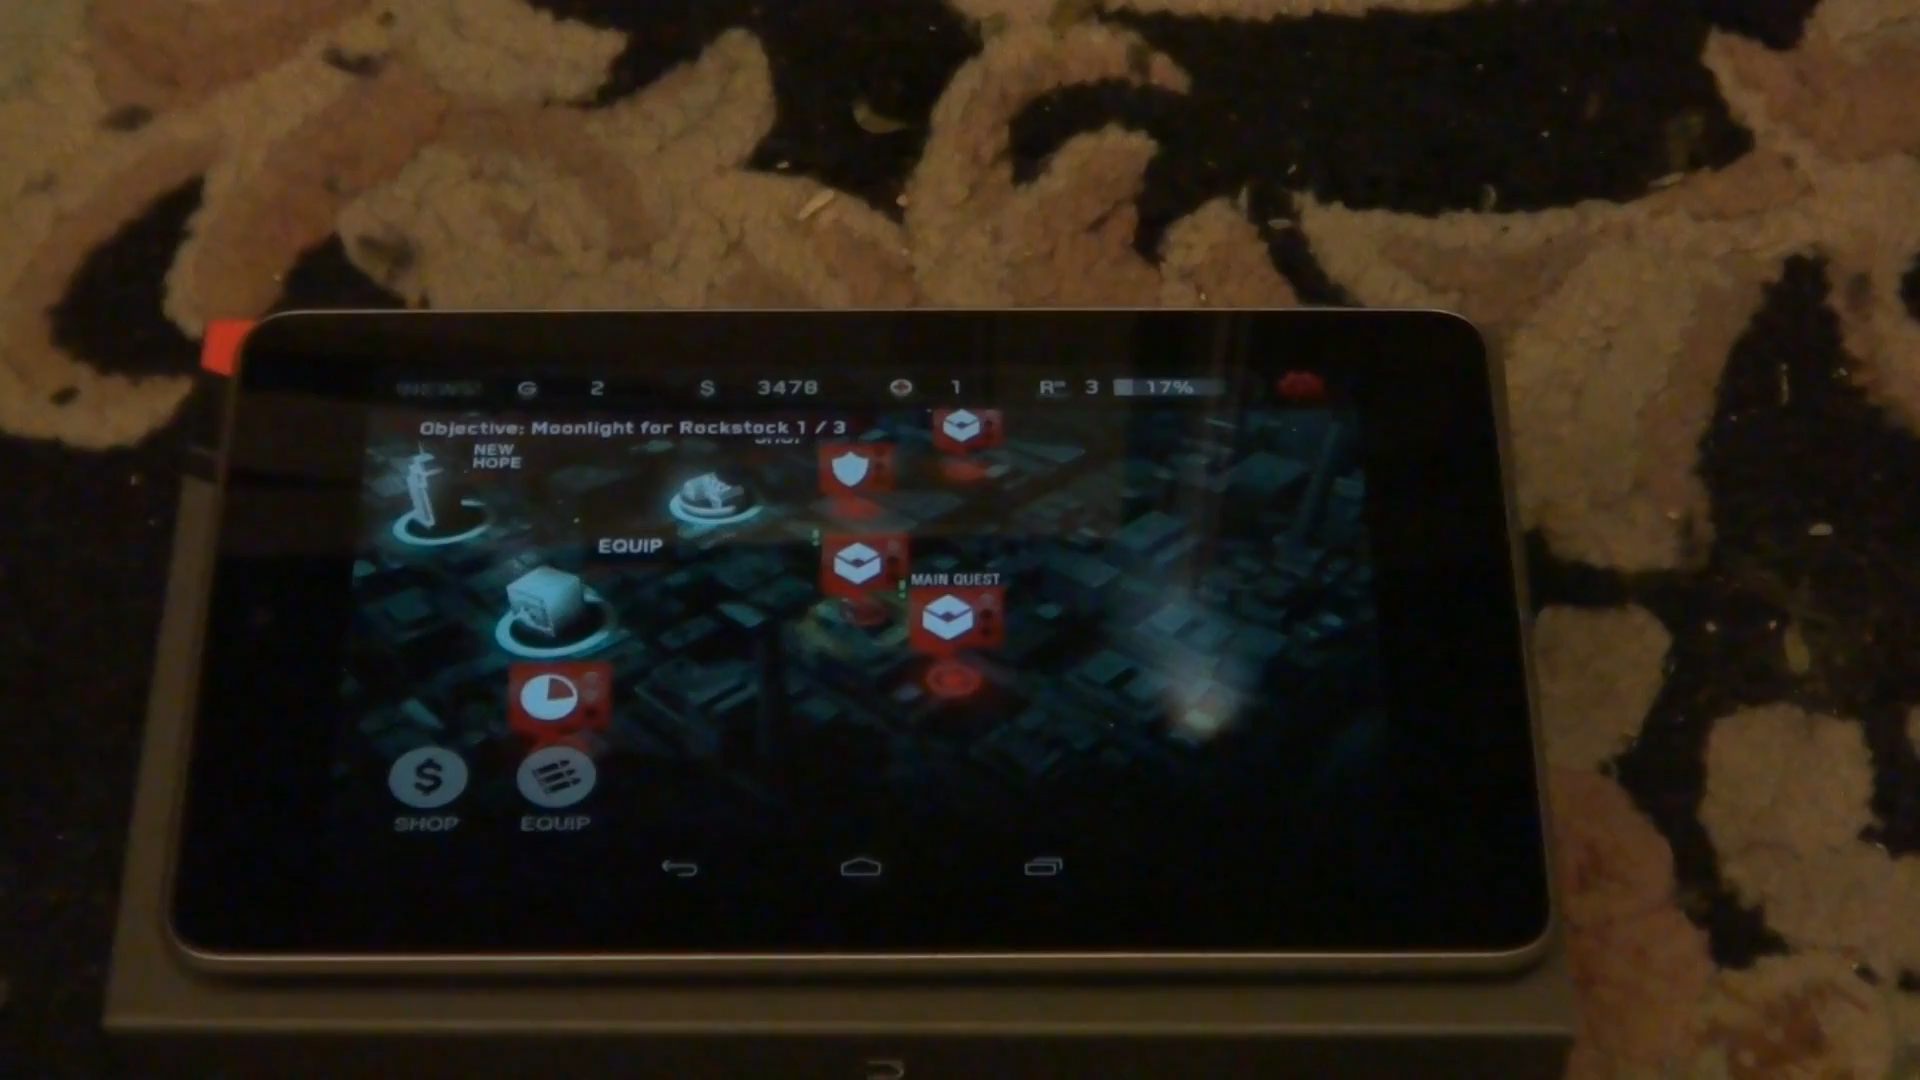 G 2 $ 3478 1 R 3 17%
Objective: Moonlight for Rockstock 1 / 3
NEW
HOPE
EQUIP
MAIN QUEST
$
SHOP EQUIP